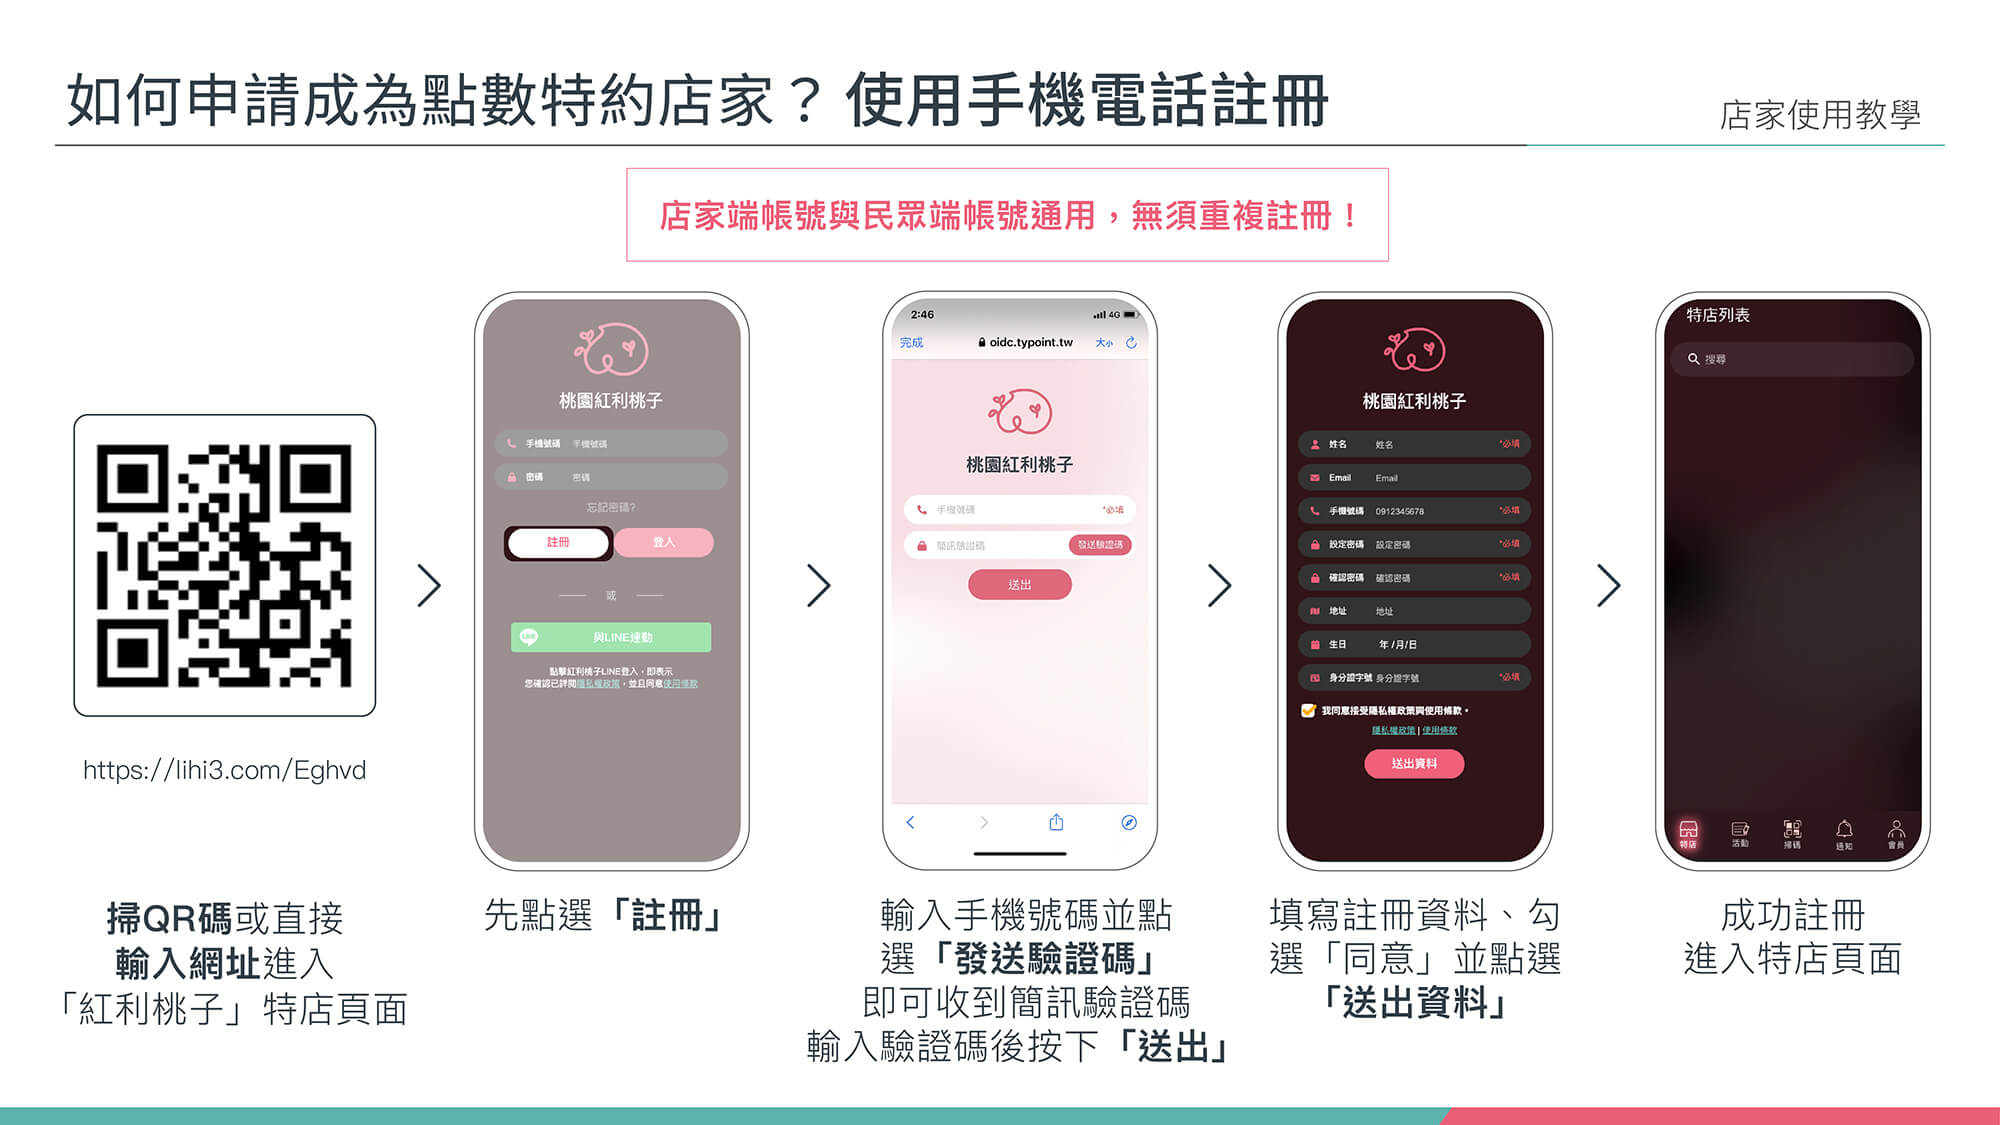 如何申請成為點數特約店家？使用手機電話註冊
店家使用教學
店家端帳號與民眾端帳號通用，無須重複註冊！
https://lihi3.com/Eghvd
掃QR碼或直接
輸入網址進入
「紅利桃子」特店頁面
桃園紅利桃子
手機號碼 手機號碼
密碼 密碼
忘記密碼?
註冊 登入
或
LINE 與LINE連動
點擊紅利桃子LINE登入，即表示
您確認已詳閱隱私權政策，並且同意使用條款
先點選「註冊」
2:46 4G
完成 oidc.typoint.tw 大小
桃園紅利桃子
手機號碼 *必填
簡訊驗證碼 發送驗證碼
送出
輸入手機號碼並點
選「發送驗證碼」
即可收到簡訊驗證碼
輸入驗證碼後按下「送出」
桃園紅利桃子
姓名 姓名 *必填
Email Email
手機號碼 0912345678 *必填
設定密碼 設定密碼 *必填
確認密碼 確認密碼 *必填
地址 地址
生日 年/月/日
身分證字號 身分證字號 *必填
我同意接受隱私權政策與使用條款。
隱私權政策 | 使用條款
送出資料
填寫註冊資料、勾
選「同意」並點選
「送出資料」
特店列表
搜尋
特店 活動 掃碼 通知 會員
成功註冊
進入特店頁面